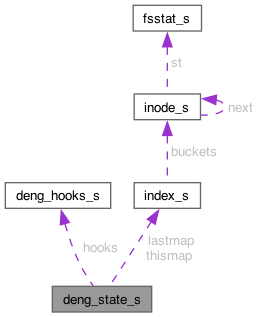 fsstat_s
st
inode_s
next
buckets
deng_hooks_s
index_s
hooks
lastmap
thismap
deng_state_s